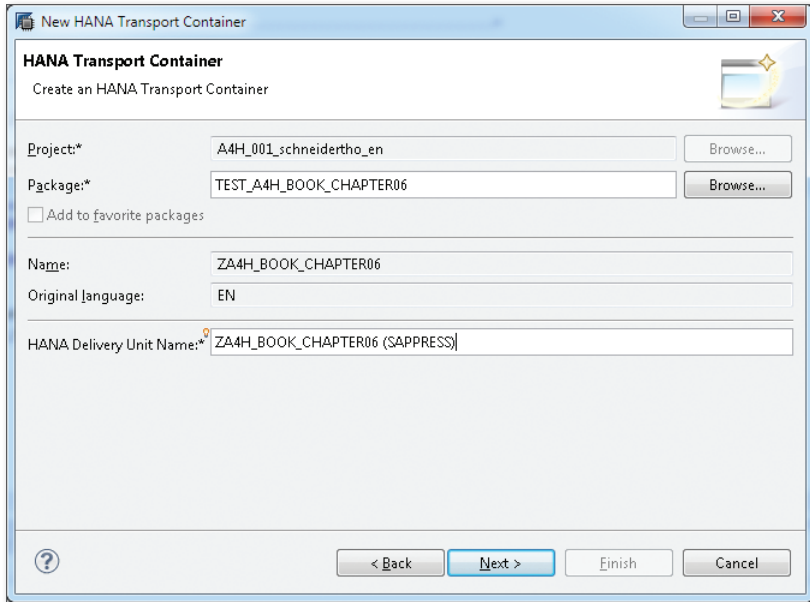 New HANA Transport Container
HANA Transport Container
Create an HANA Transport Container
Project:* A4H_001_schneidertho_en Browse...
Package:* TEST_A4H_BOOK_CHAPTER06 Browse...
Add to favorite packages
Name: ZA4H_BOOK_CHAPTER06
Original language: EN
HANA Delivery Unit Name:* ZA4H_BOOK_CHAPTER06 (SAPPRESS)
? < Back Next > Finish Cancel